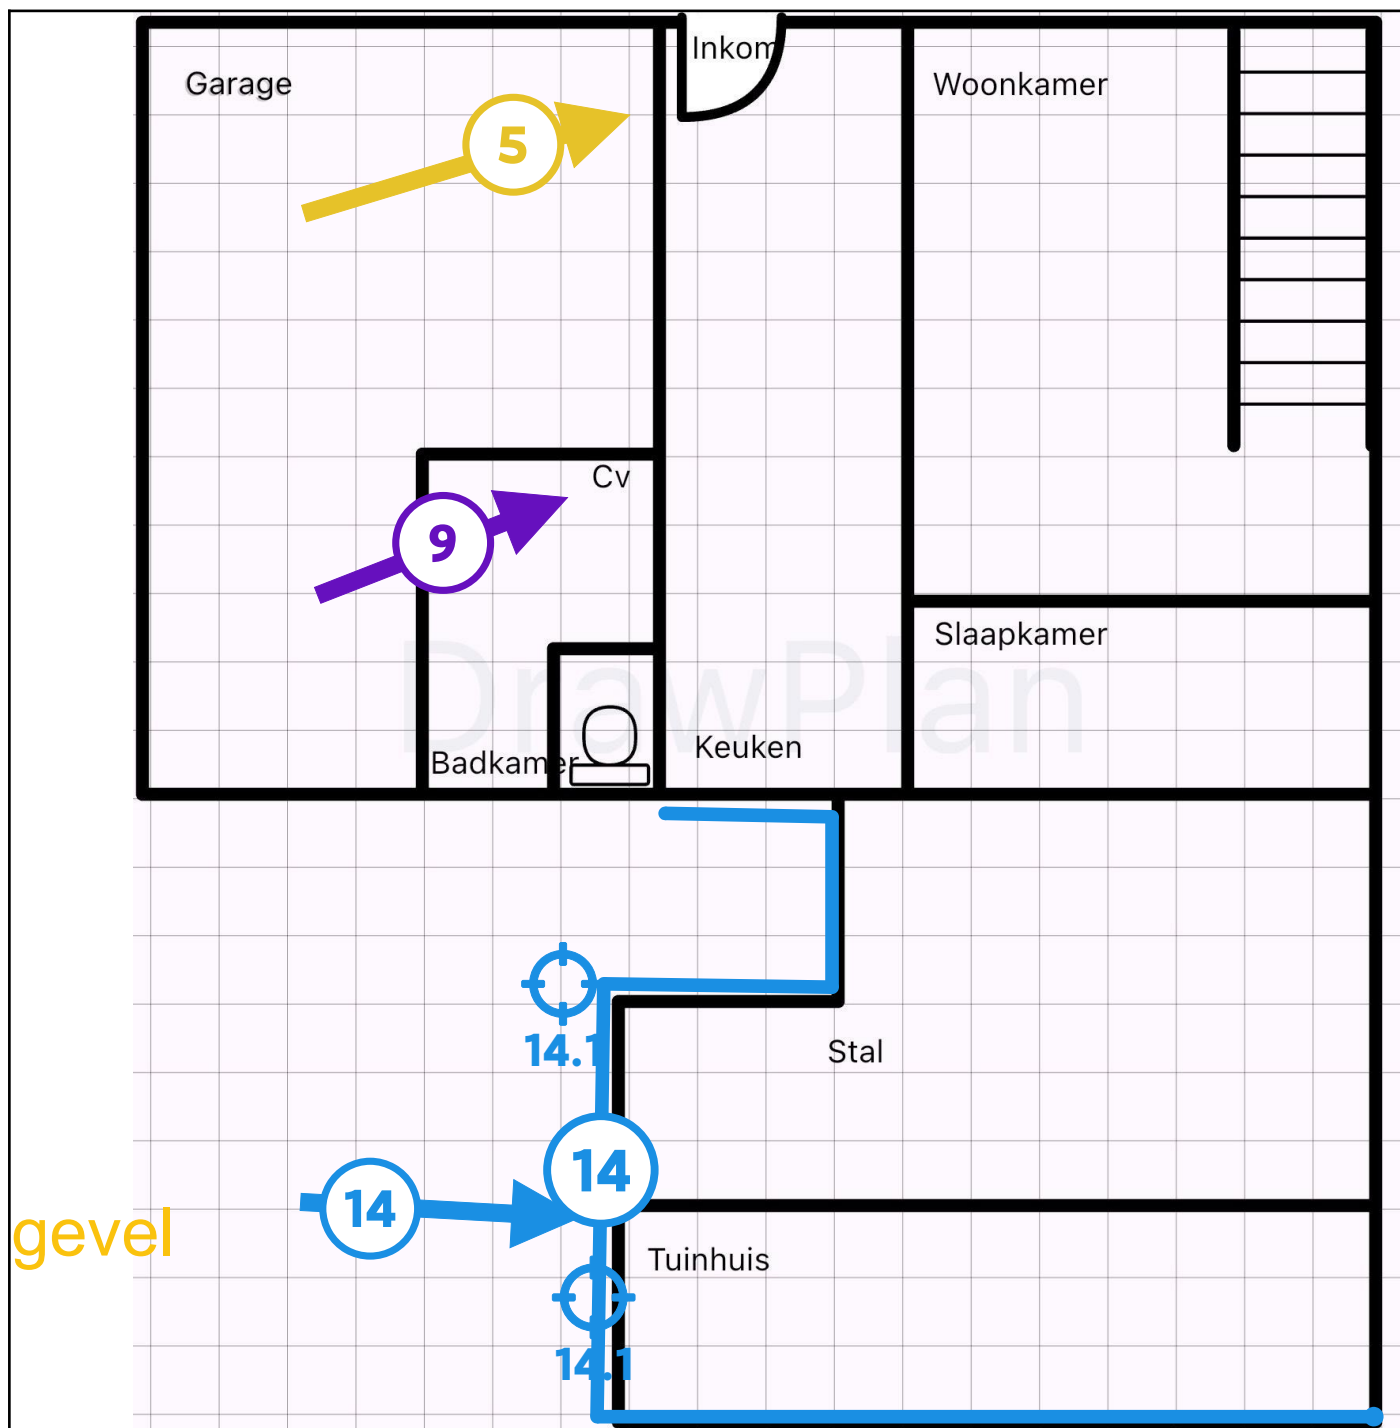 Inkom
Garage
Woonkamer
5
Cv
9
Slaapkamer
DrawPlan
Keuken
Badkamer
14.1
Stal
14
14
gevel
Tuinhuis
14.1